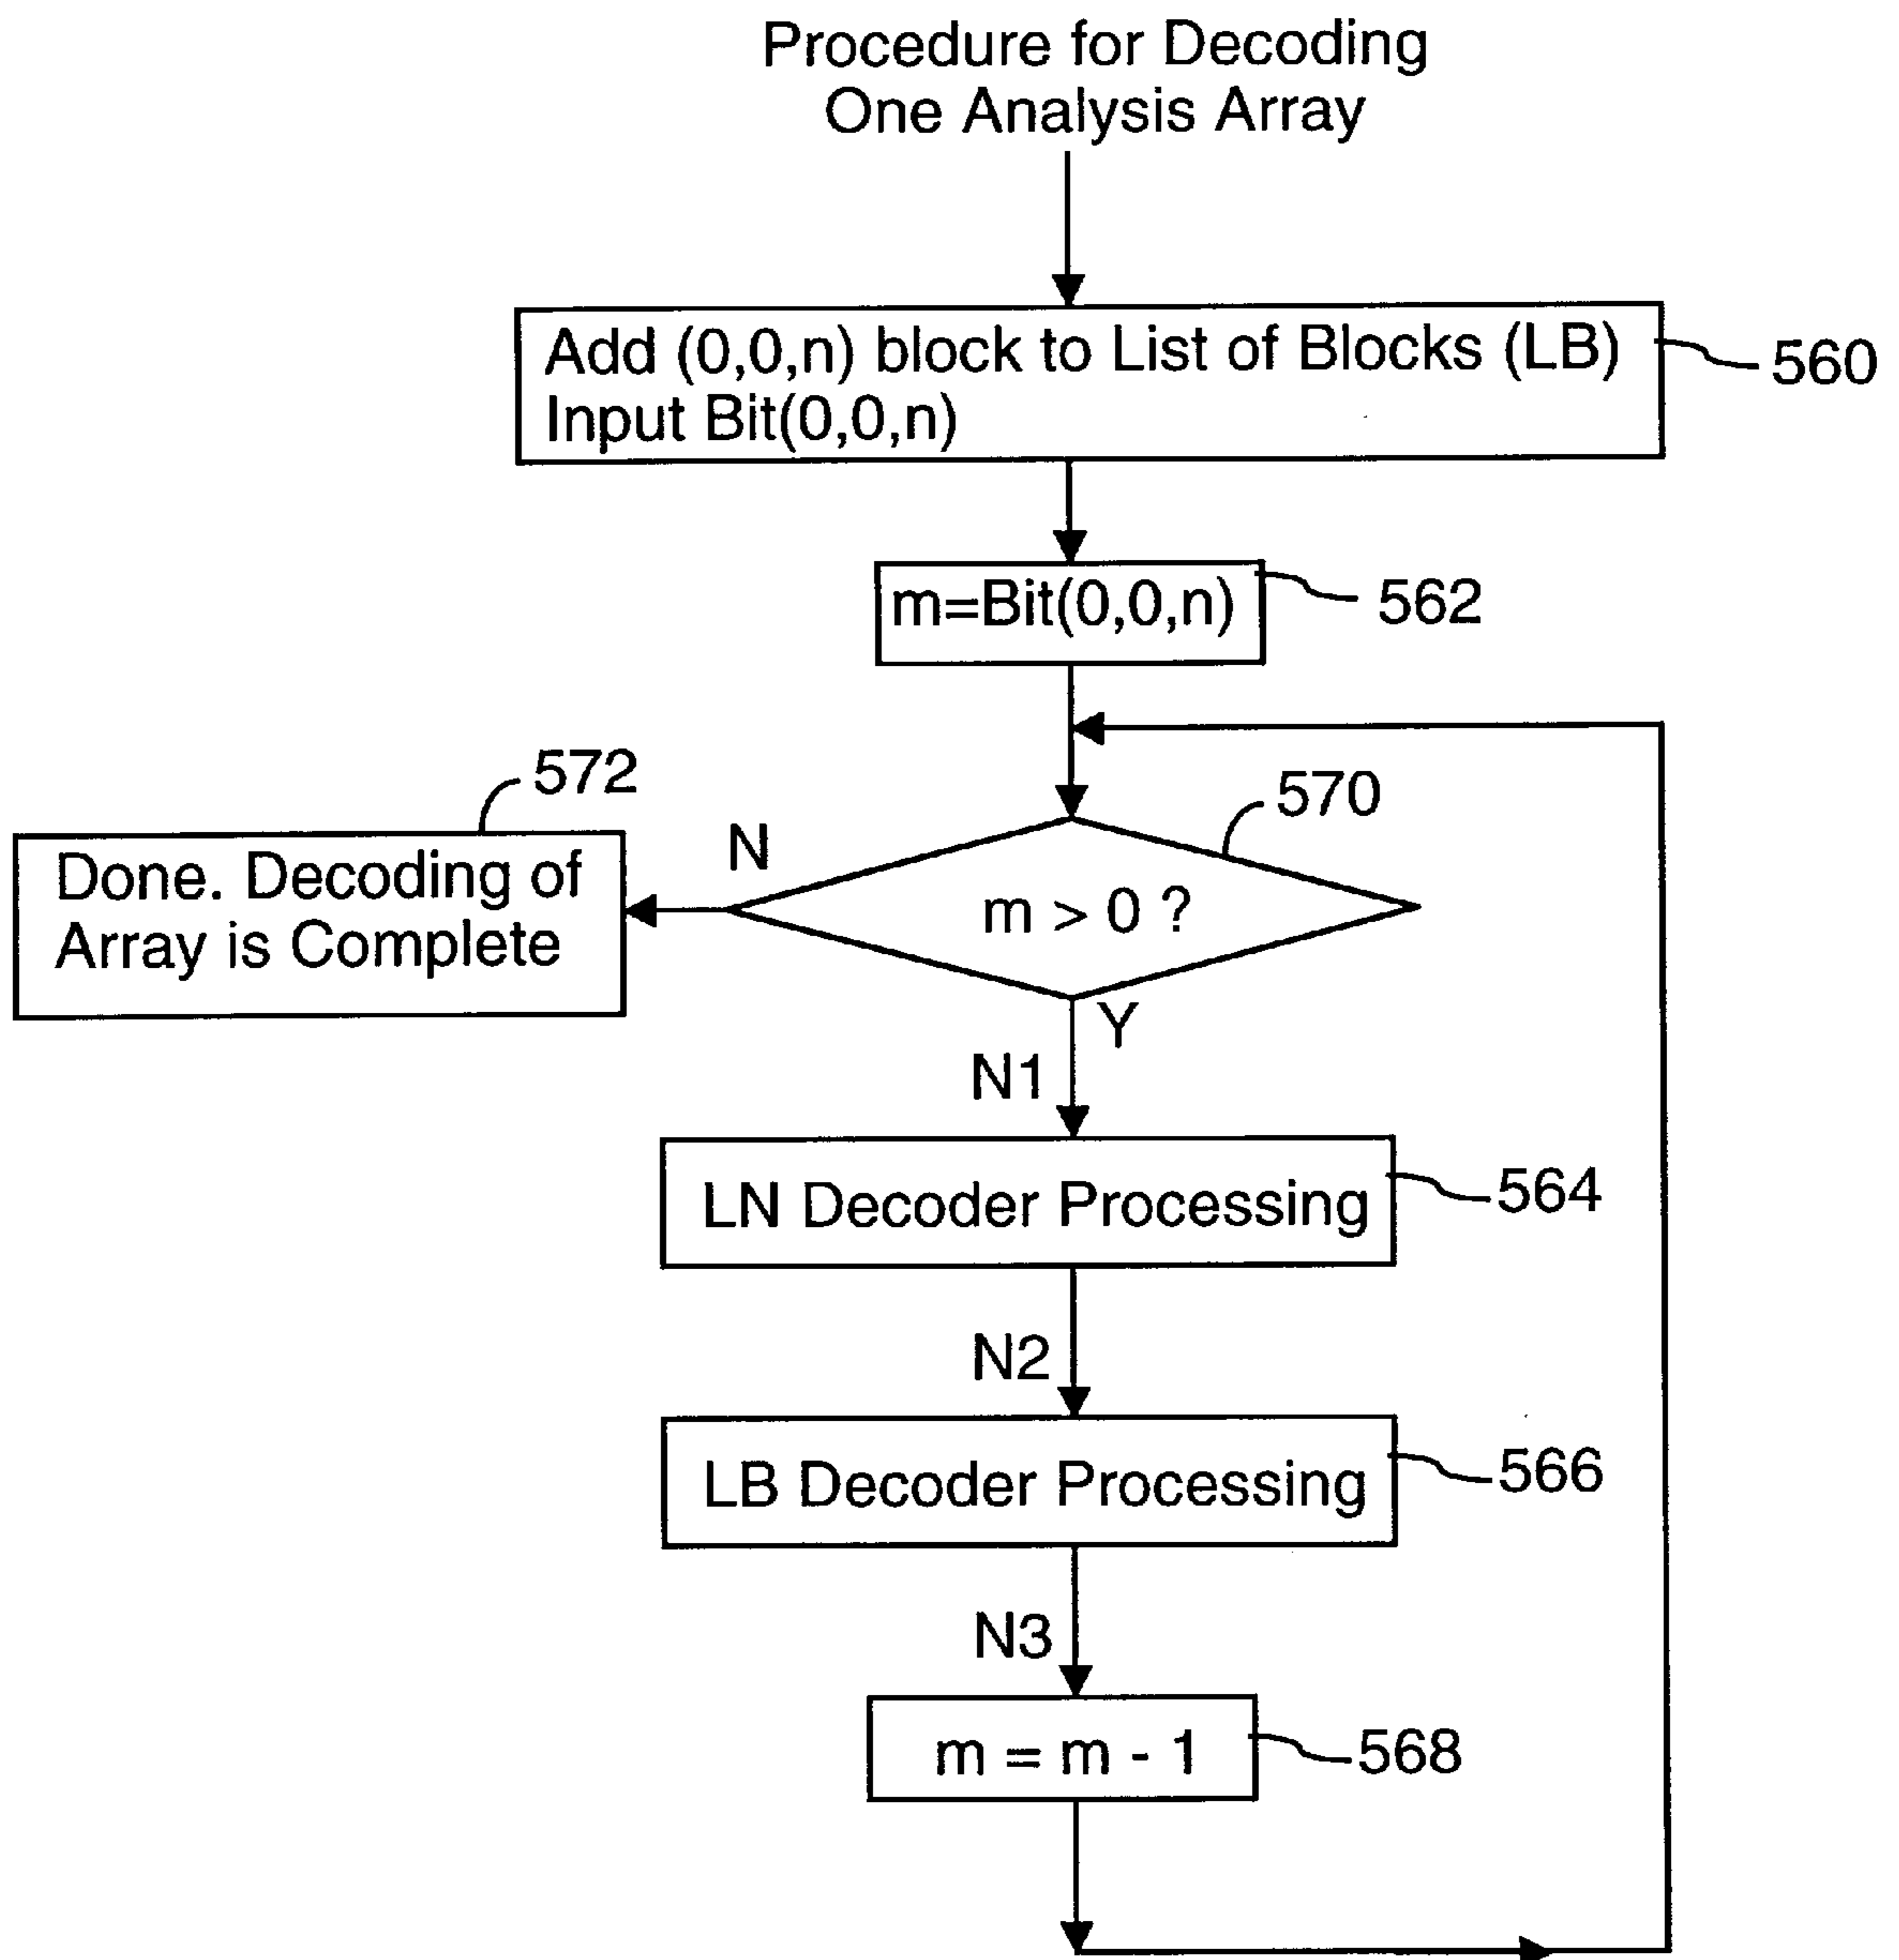 Procedure for Decoding
One Analysis Array
Add (0,0,n) block to List of Blocks (LB)
Input Bit(0,0,n)
560
m=Bit(0,0,n)
562
572
570
Done. Decoding of
Array is Complete
N
m > 0 ?
Y
N1
LN Decoder Processing
564
N2
LB Decoder Processing
566
N3
m = m - 1
568